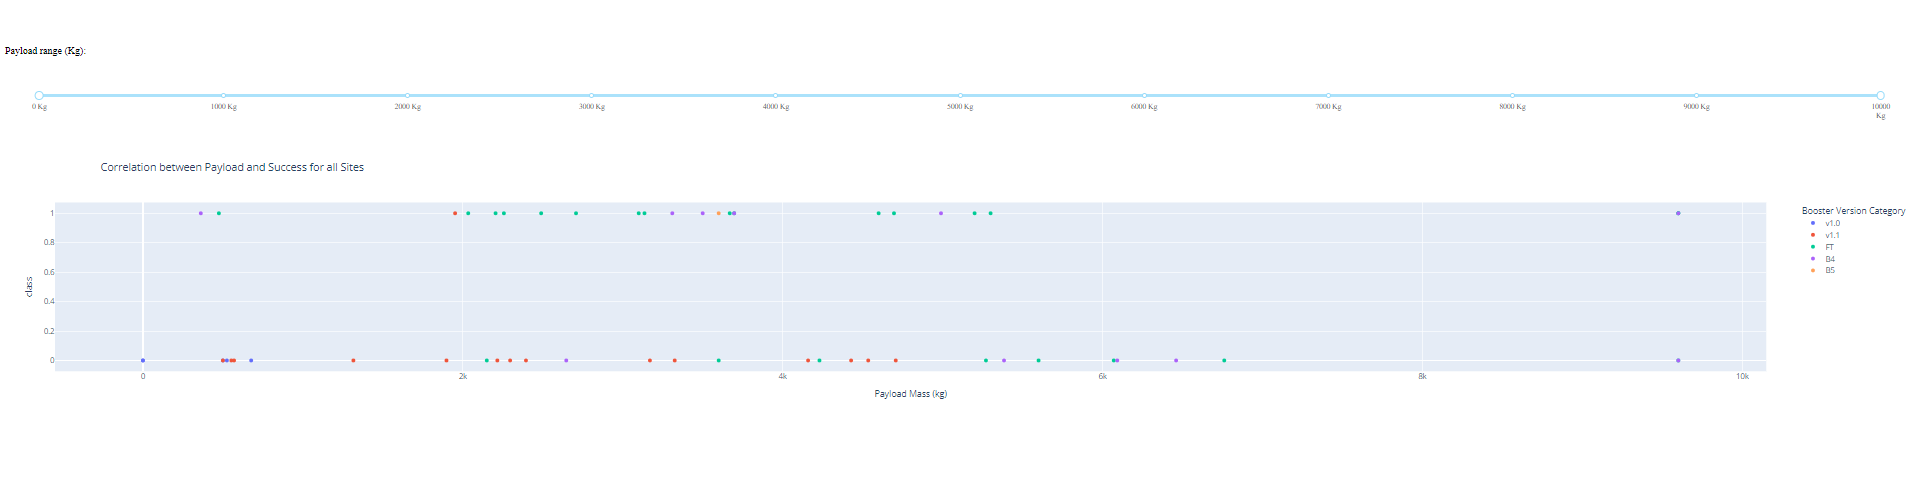 Payload range (Kg):
0 Kg 1000 Kg 2000 Kg 3000 Kg 4000 Kg 5000 Kg 6000 Kg 7000 Kg 8000 Kg 9000 Kg 10000
Kg
Correlation between Payload and Success for all Sites
Booster Version Category
v1.0
v1.1
FT
B4
B5
1
0.8
0.6
0.4
0.2
0
class
0 2k 4k 6k 8k 10k
Payload Mass (kg)